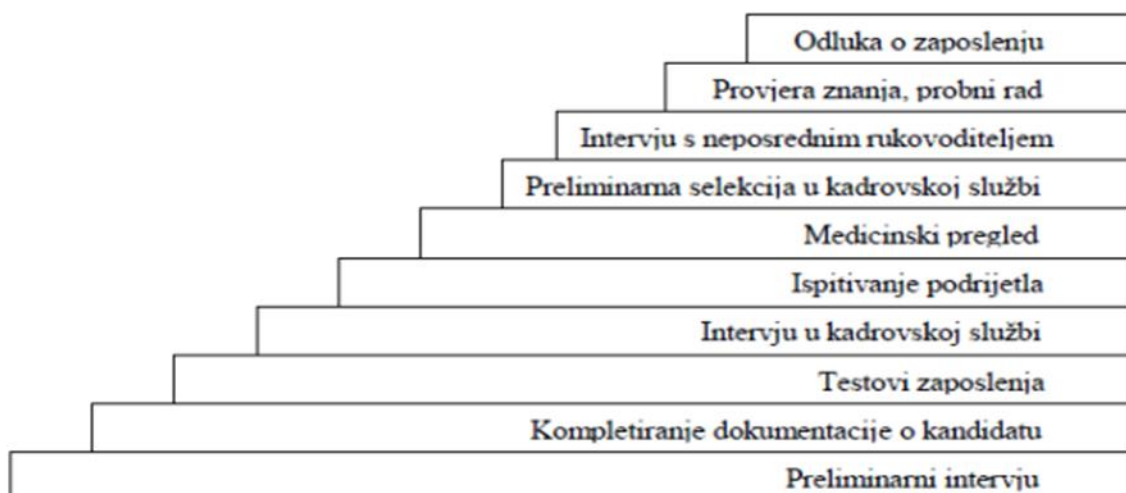 Odluka o zaposlenju
Provjera znanja, probni rad
Intervju s neposrednim rukovoditeljem
Preliminarna selekcija u kadrovskoj službi
Medicinski pregled
Ispitivanje podrijetla
Intervju u kadrovskoj službi
Testovi zaposlenja
Kompletiranje dokumentacije o kandidatu
Preliminarni intervju